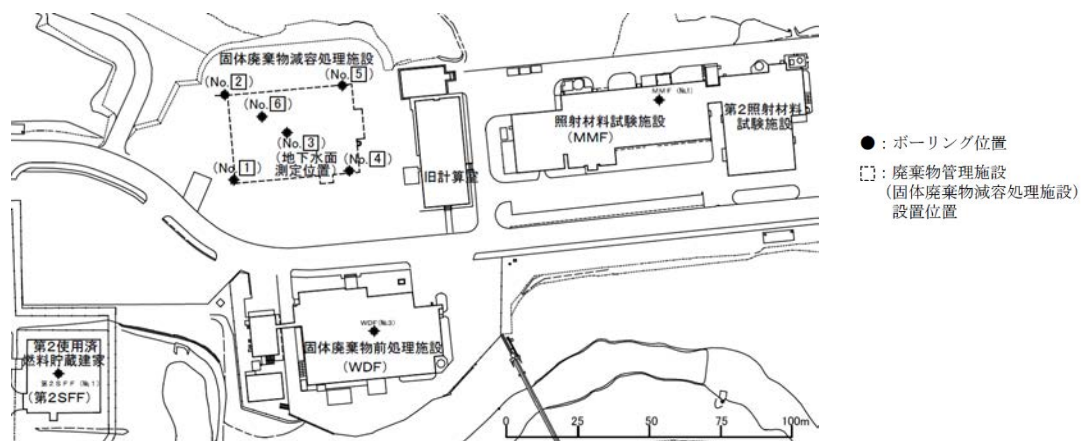 固体廃棄物減容処理施設
(No.2)
(No.5)
(No.6)
(No.3)
(地下水面
測定位置)
(No.4)
(No.1)
旧計算室
MMF (No.1)
照射材料試験施設
(MMF)
第2照射材料
試験施設
WDF(No.3)
固体廃棄物前処理施設
(WDF)
第2使用済
燃料貯蔵建家
第2SFF (No.1)
(第2SFF)
0 25 50 75 100m
●:ボーリング位置
:廃棄物管理施設
(固体廃棄物減容処理施設)
設置位置